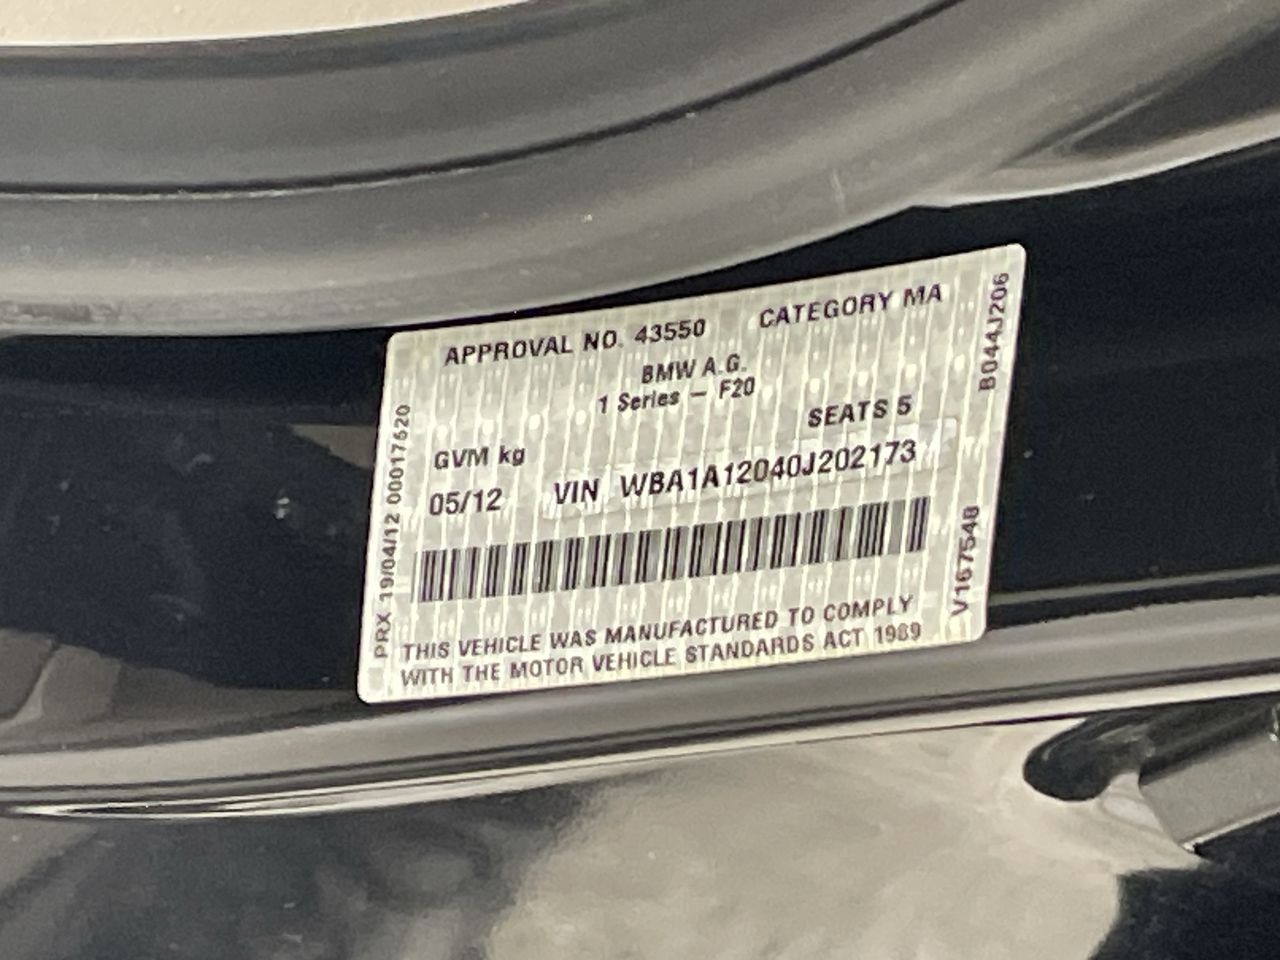 APPROVAL NO. 43550 CATEGORY MA
BMW A.G.
1 Series – F20
SEATS 5
GVM kg
05/12 VIN WBA1A12040J202173
THIS VEHICLE WAS MANUFACTURED TO COMPLY
WITH THE MOTOR VEHICLE STANDARDS ACT 1989
PRX 19/04/12 00017520
B044J206
V167548